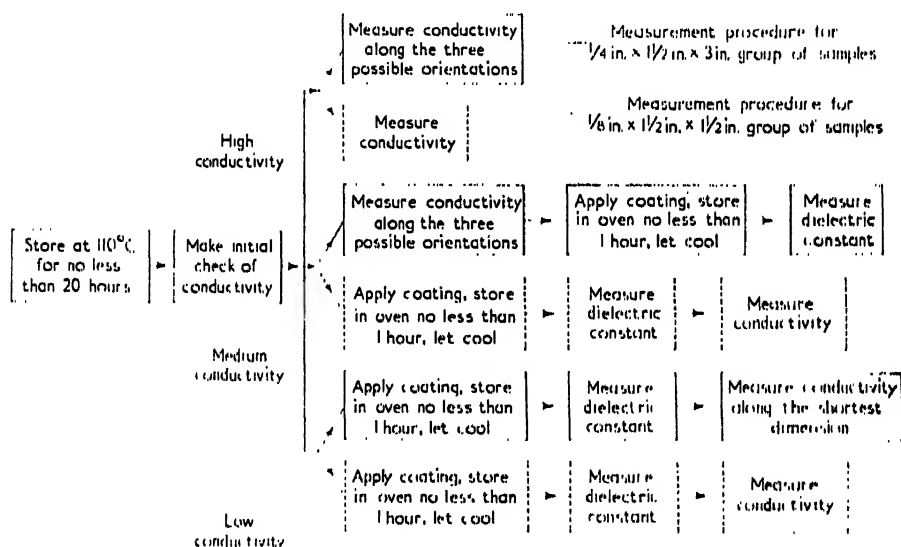 Measure conductivity
along the three
possible orientations
Measurement procedure for
1/4 in. × 1 1/2 in. × 3 in. group of samples
Measure
conductivity
Measurement procedure for
1/8 in. × 1 1/2 in. × 1 1/2 in. group of samples
High
conductivity
Measure conductivity
along the three
possible orientations
Apply coating, store
in oven no less than
1 hour, let cool
Measure
dielectric
constant
Store at 110°C.
for no less
than 20 hours
Make initial
check of
conductivity
Apply coating, store
in oven no less than
1 hour, let cool
Measure
dielectric
constant
Measure
conductivity
Medium
conductivity
Apply coating, store
in oven no less than
1 hour, let cool
Measure
dielectric
constant
Measure conductivity
along the shortest
dimension
Apply coating, store
in oven no less than
1 hour, let cool
Measure
dielectric
constant
Measure
conductivity
Low
conductivity